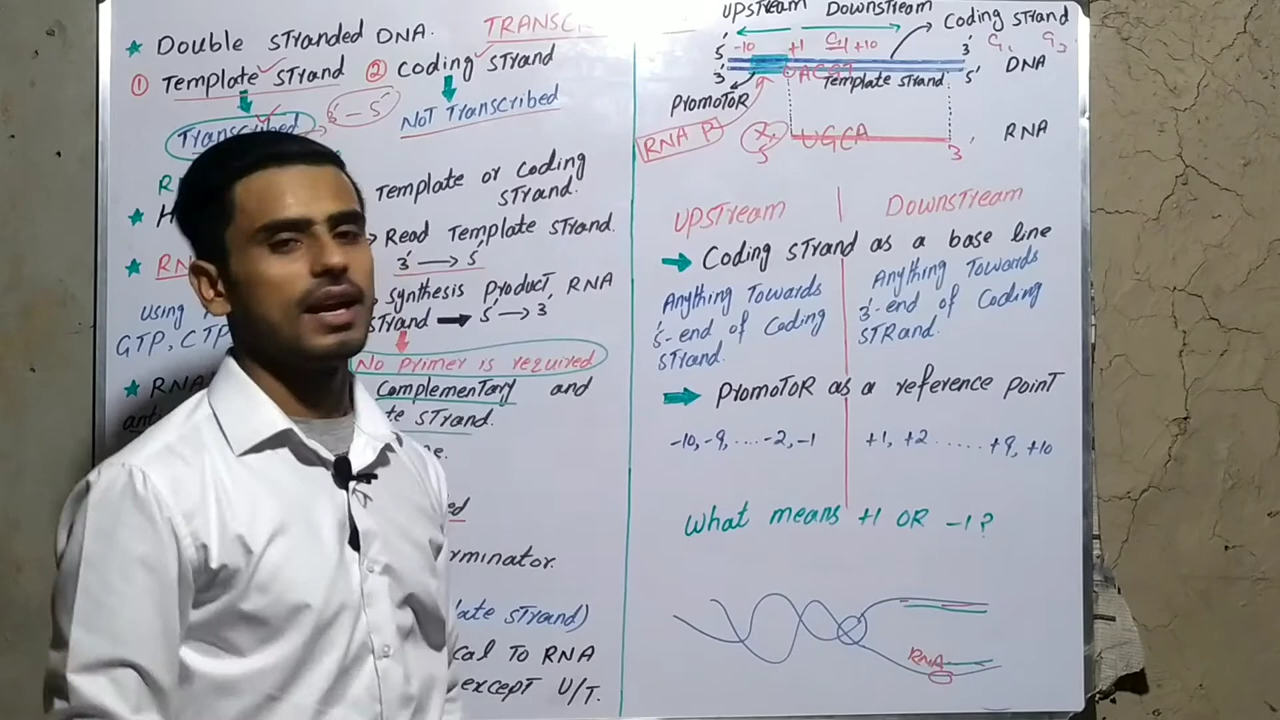 TRANSC
★ Double stranded DNA.
① Template strand ② Coding strand
Transcribed 3´ – 5´ NOT Transcribed
Template or Coding
strand.
Read Template strand.
3´ → 5´
★ RN
Synthesis Product, RNA
using
strand → 5´ → 3´
GTP, CTP
No Primer is required
★ RNA
Complementary and
anti
te strand.
ne.
ed
rminator.
late strand)
cal To RNA
except U/T.
Upstream Downstream
Coding strand
5´ -10 +1 +10 3´
DNA
3´ Template strand 5´
Promotor
RNA P
UGCA
RNA
5´ 3´
Upstream | Downstream
→ Coding strand as a base line
Anything Towards
5´-end of Coding
strand.
Anything Towards
3´-end of Coding
strand.
→ Promotor as a reference point
-10, -9, .... -2, -1
+1, +2 ...... +9, +10
What means +1 OR -1?
RNA